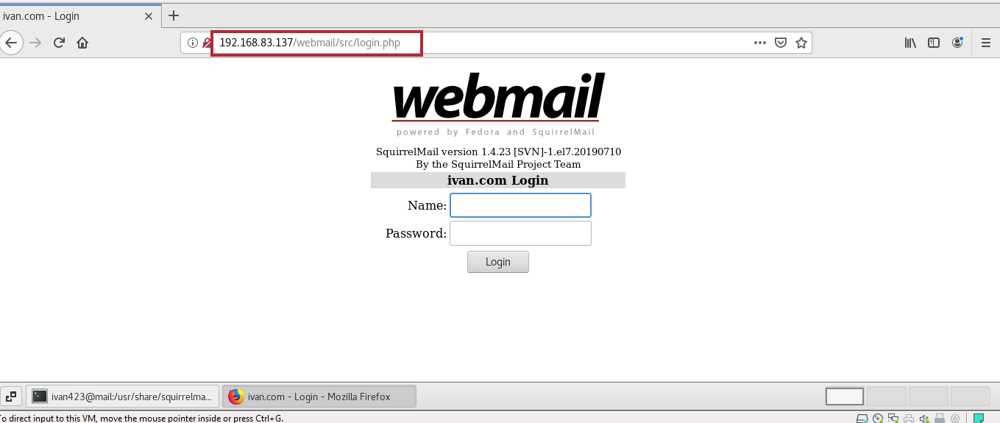 ivan.com - Login
192.168.83.137/webmail/src/login.php
webmail
powered by Fedora and SquirrelMail
SquirrelMail version 1.4.23 [SVN]-1.el7.20190710
By the SquirrelMail Project Team
ivan.com Login
Name:
Password:
Login
ivan423@mail:/usr/share/squirrelma...
ivan.com - Login - Mozilla Firefox
To direct input to this VM, move the mouse pointer inside or press Ctrl+G.